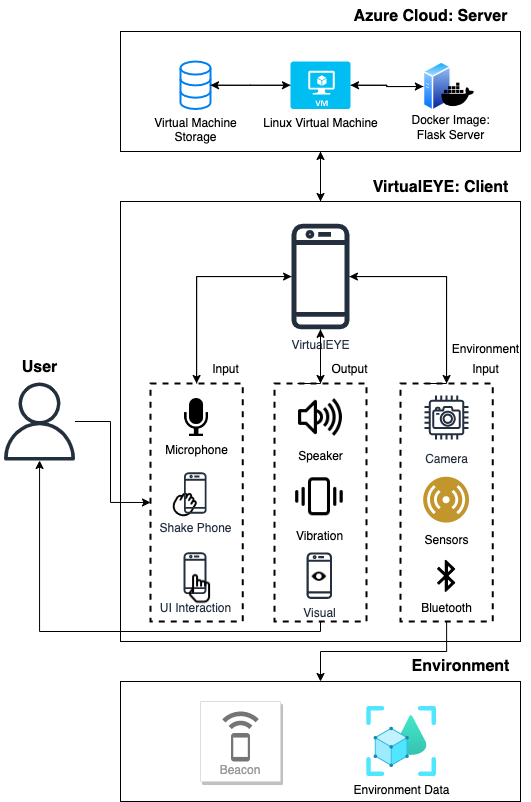 Azure Cloud: Server
VM
Virtual Machine
Storage
Linux Virtual Machine
Docker Image:
Flask Server
VirtualEYE: Client
VirtualEYE
User
Input
Output
Environment
Input
Microphone
Speaker
Camera
Shake Phone
Vibration
Sensors
UI Interaction
Visual
Bluetooth
Environment
Beacon
Environment Data